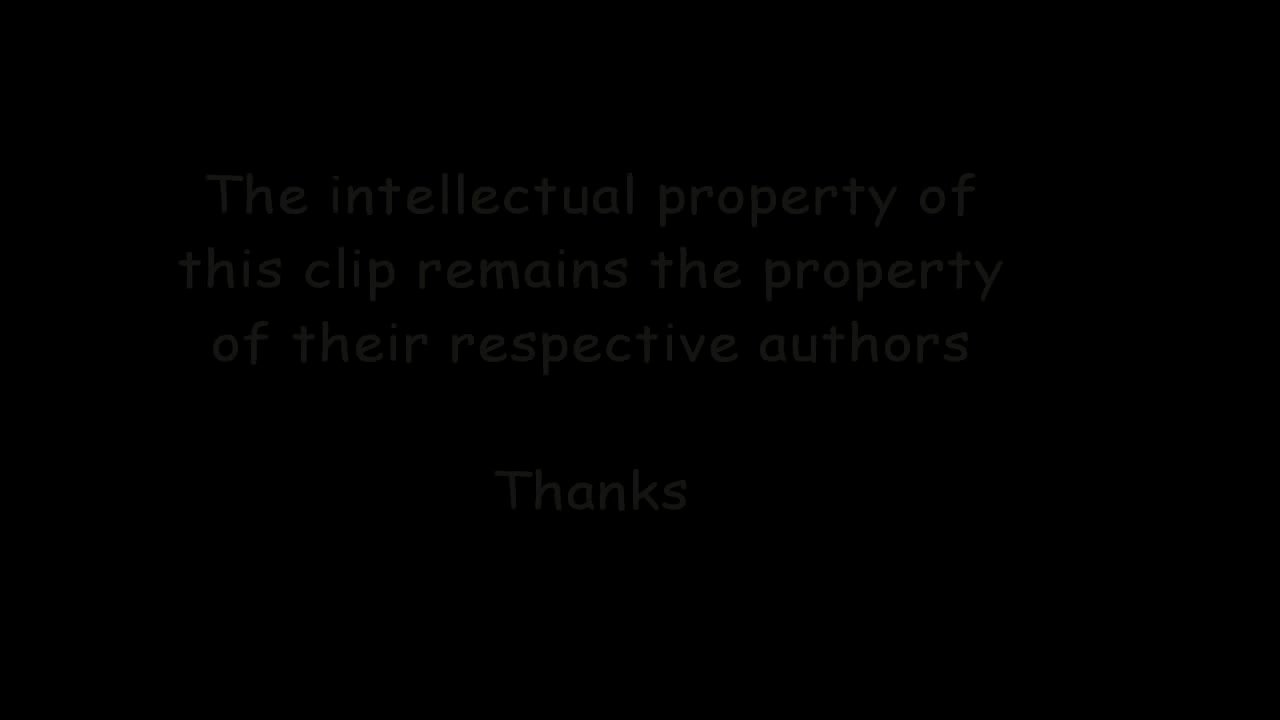 The intellectual property of
this clip remains the property
of their respective authors
Thanks